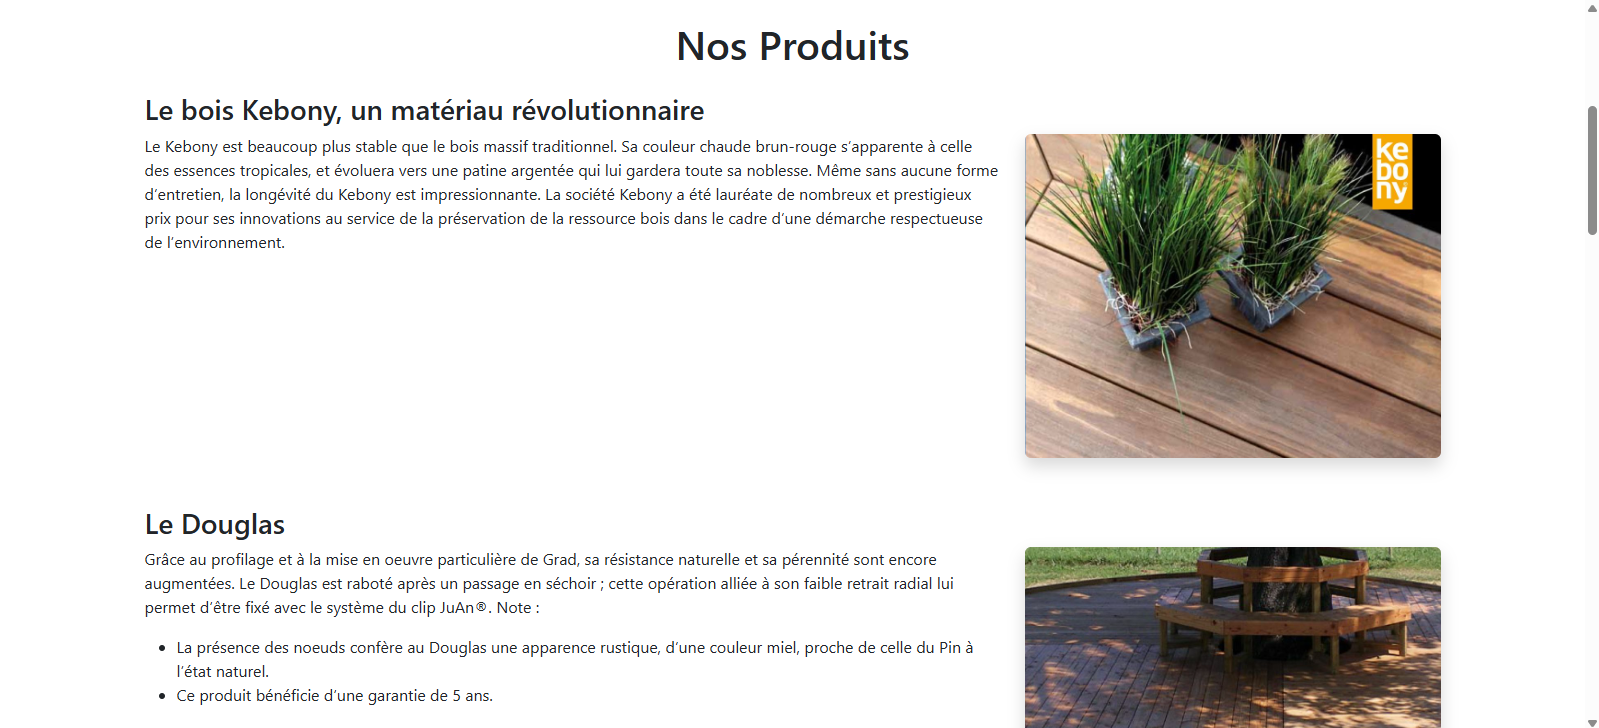 Nos Produits
Le bois Kebony, un matériau révolutionnaire
Le Kebony est beaucoup plus stable que le bois massif traditionnel. Sa couleur chaude brun-rouge s’apparente à celle
des essences tropicales, et évoluera vers une patine argentée qui lui gardera toute sa noblesse. Même sans aucune forme
d’entretien, la longévité du Kebony est impressionnante. La société Kebony a été lauréate de nombreux et prestigieux
prix pour ses innovations au service de la préservation de la ressource bois dans le cadre d’une démarche respectueuse
de l’environnement.
ke
bo
ny
Le Douglas
Grâce au profilage et à la mise en oeuvre particulière de Grad, sa résistance naturelle et sa pérennité sont encore
augmentées. Le Douglas est raboté après un passage en séchoir ; cette opération alliée à son faible retrait radial lui
permet d’être fixé avec le système du clip JuAn®. Note :
• La présence des noeuds confère au Douglas une apparence rustique, d’une couleur miel, proche de celle du Pin à
l’état naturel.
• Ce produit bénéficie d’une garantie de 5 ans.